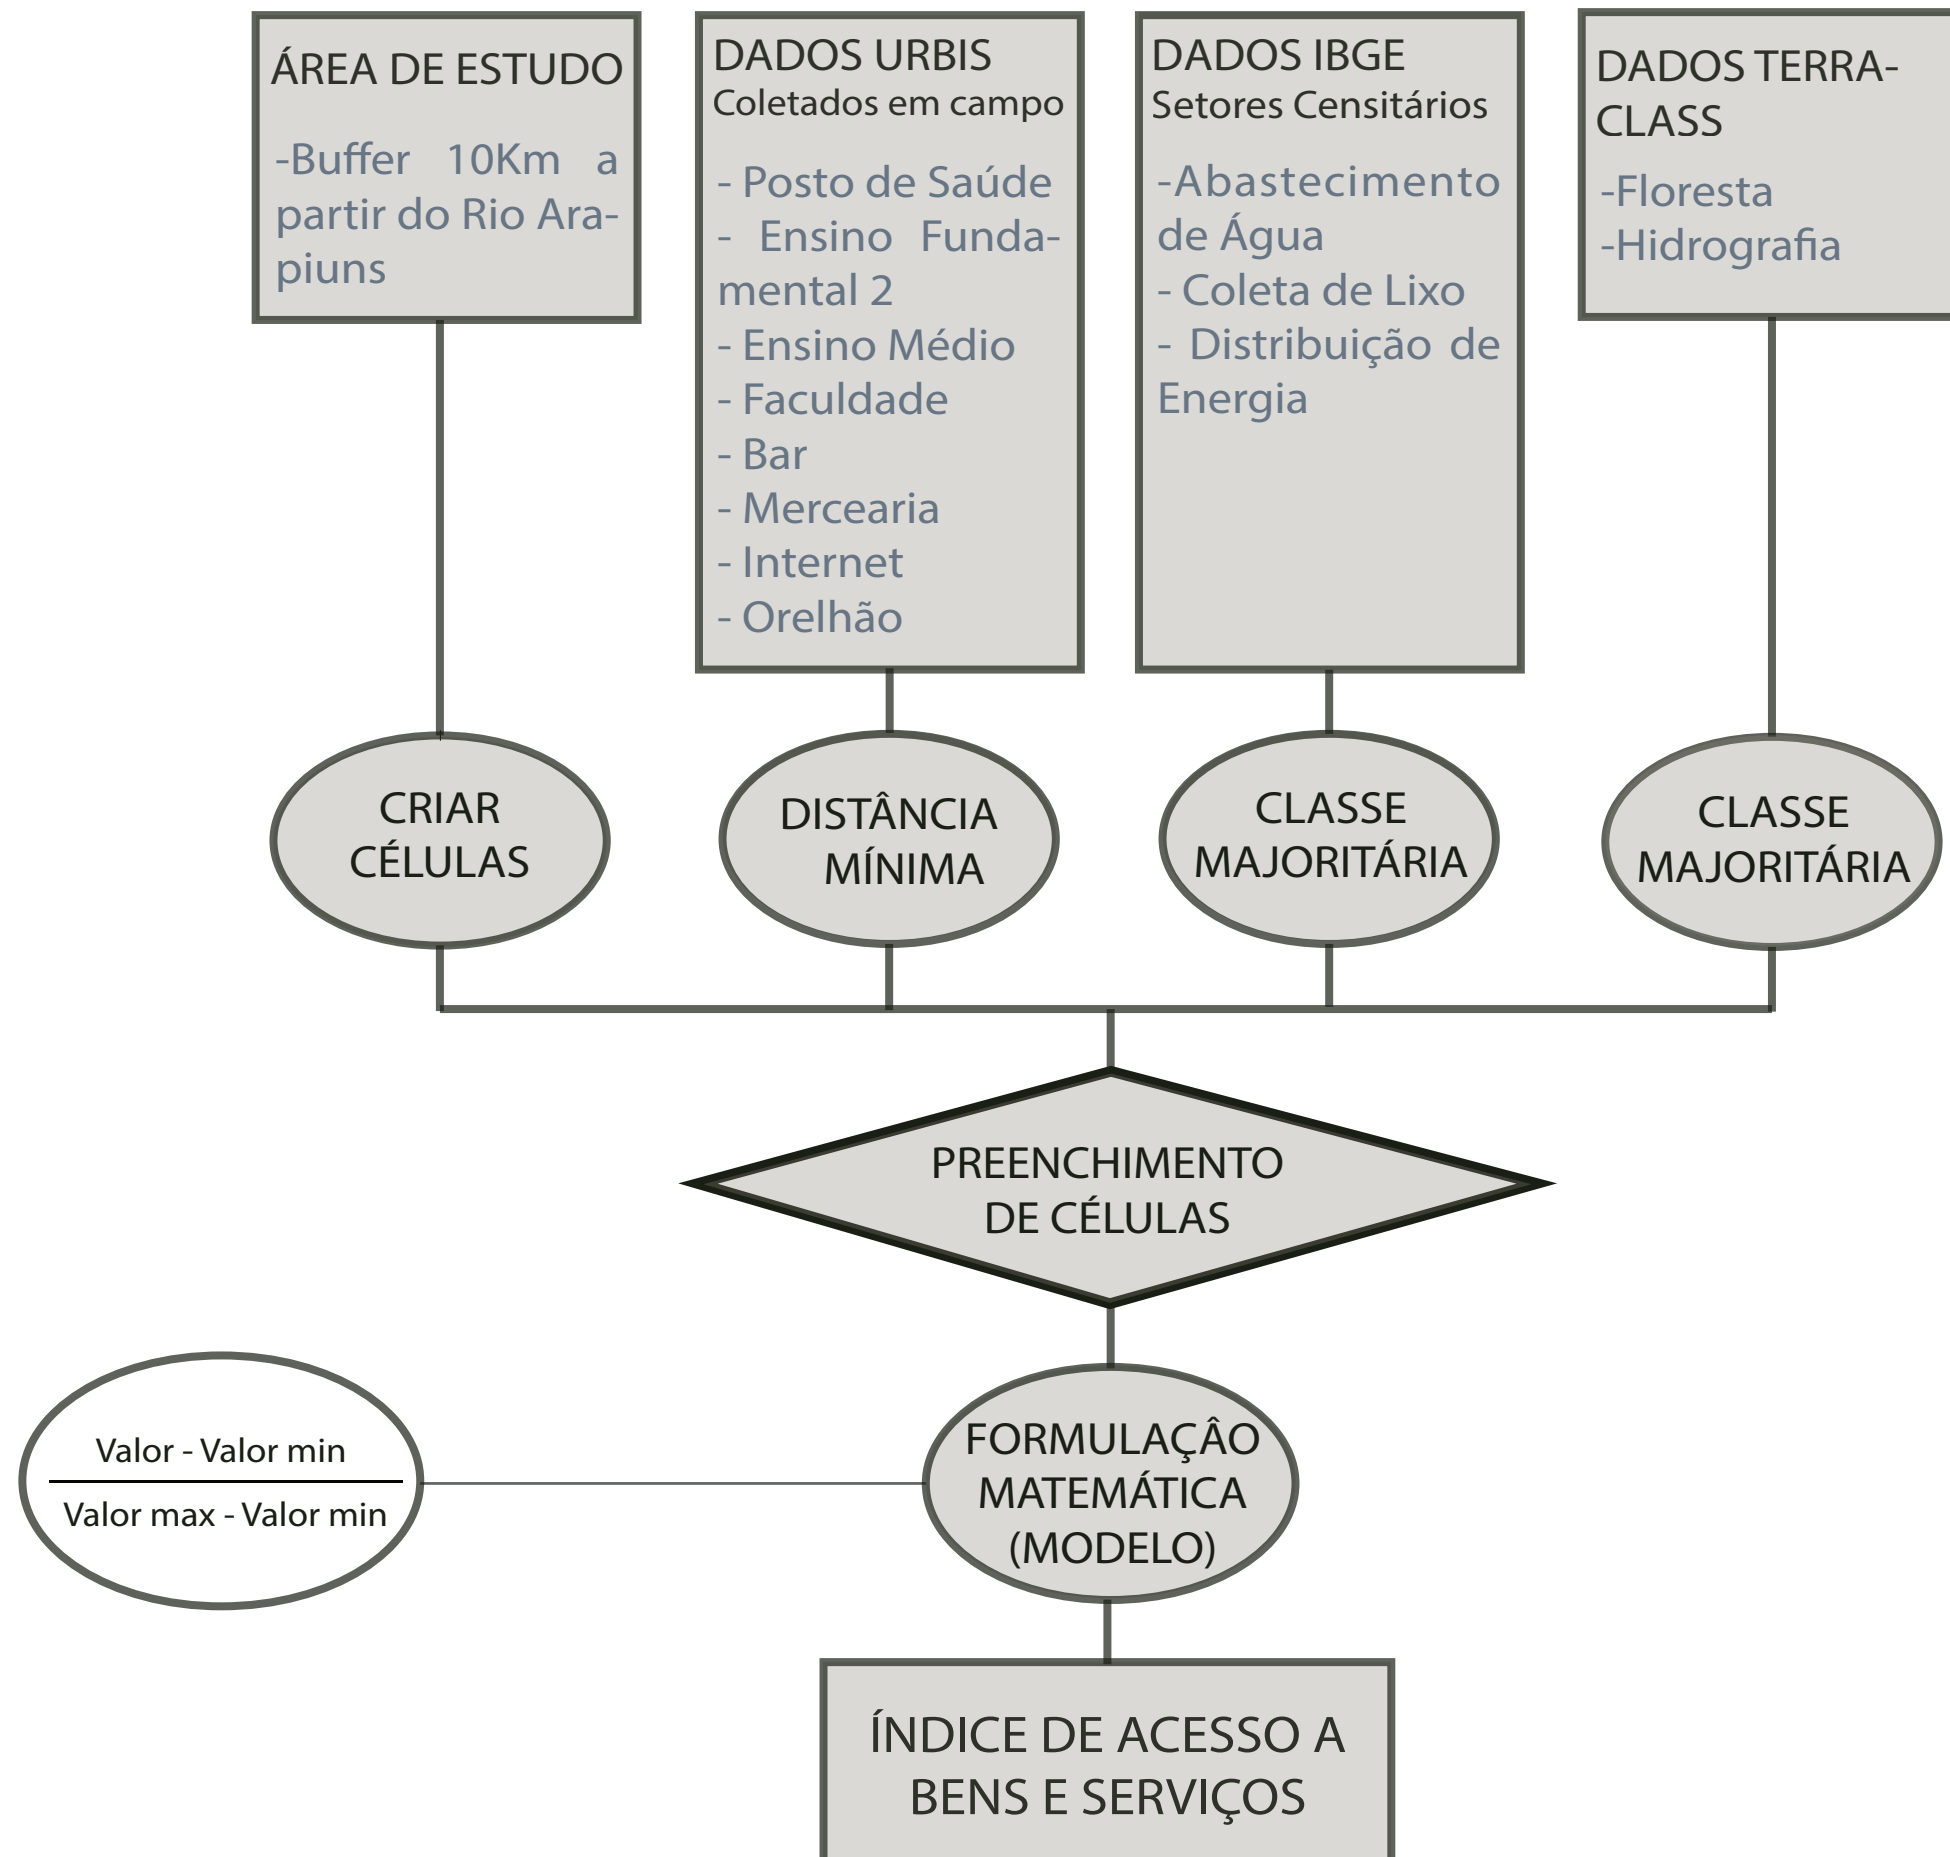 ÁREA DE ESTUDO
-Buffer 10Km a
partir do Rio Ara-
piuns
DADOS URBIS
Coletados em campo
- Posto de Saúde
- Ensino Funda-
mental 2
- Ensino Médio
- Faculdade
- Bar
- Mercearia
- Internet
- Orelhão
DADOS IBGE
Setores Censitários
-Abastecimento
de Água
- Coleta de Lixo
- Distribuição de
Energia
DADOS TERRA-
CLASS
-Floresta
-Hidrografia
CRIAR
CÉLULAS
DISTÂNCIA
MÍNIMA
CLASSE
MAJORITÁRIA
CLASSE
MAJORITÁRIA
PREENCHIMENTO
DE CÉLULAS
Valor - Valor min
Valor max - Valor min
FORMULAÇÂO
MATEMÁTICA
(MODELO)
ÍNDICE DE ACESSO A
BENS E SERVIÇOS